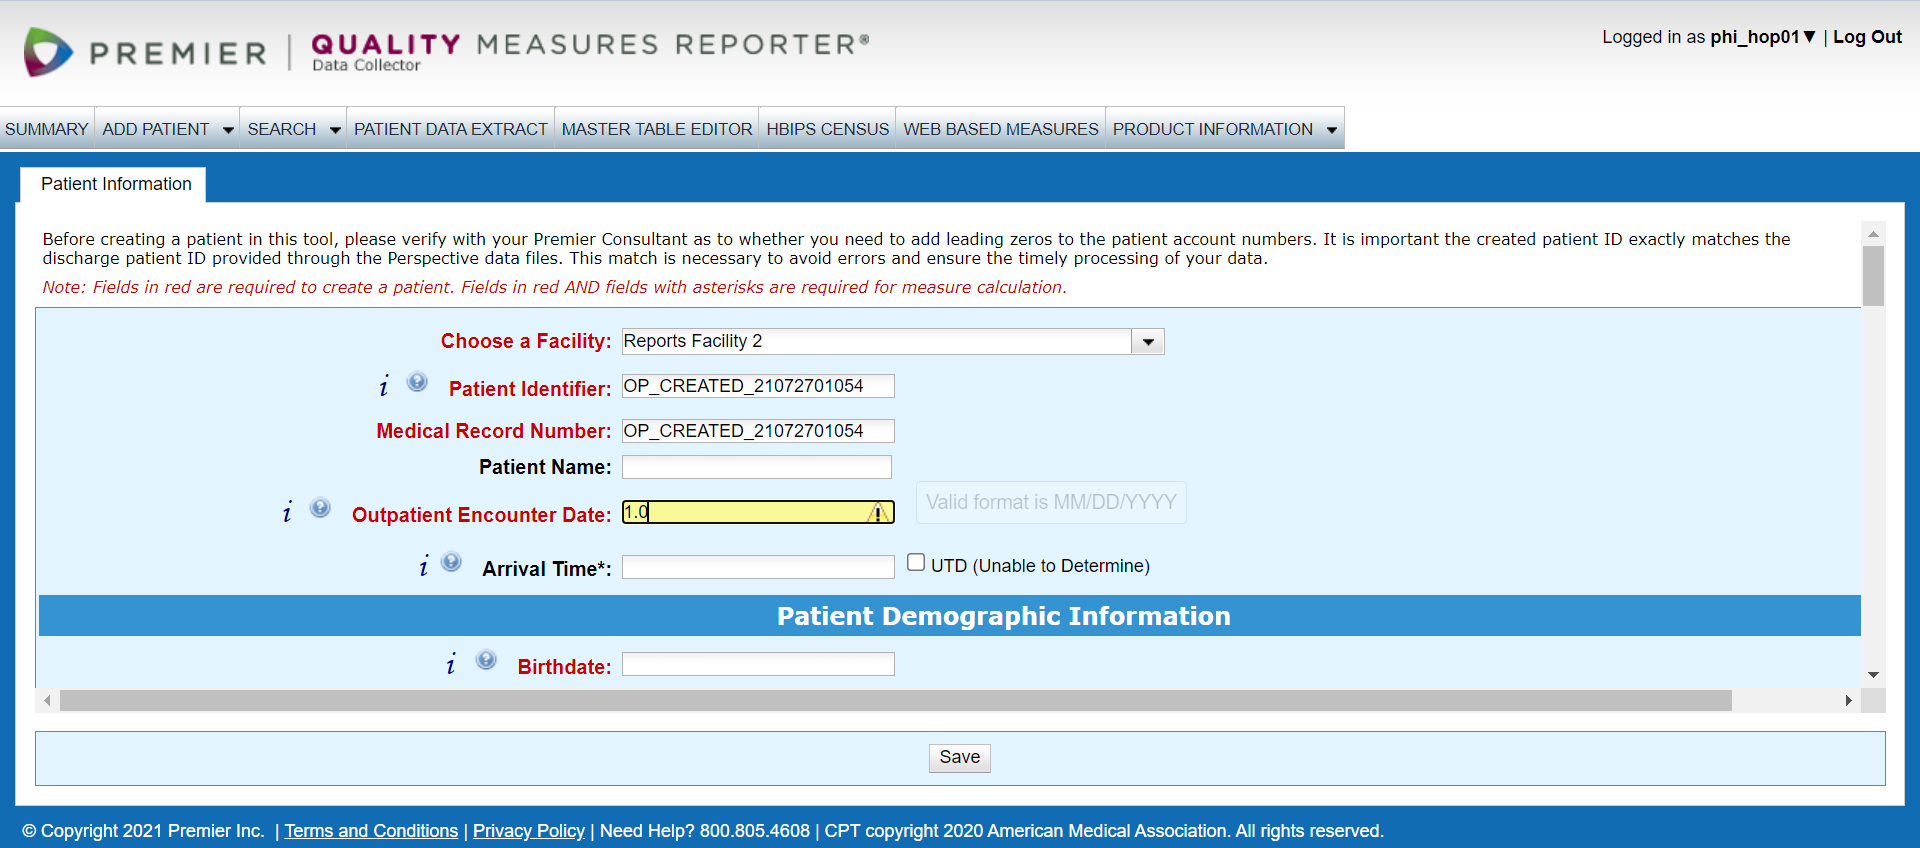 PREMIER | QUALITY MEASURES REPORTER®
Data Collector
Logged in as phi_hop01▼ | Log Out
SUMMARY ADD PATIENT SEARCH PATIENT DATA EXTRACT MASTER TABLE EDITOR HBIPS CENSUS WEB BASED MEASURES PRODUCT INFORMATION
Patient Information
Before creating a patient in this tool, please verify with your Premier Consultant as to whether you need to add leading zeros to the patient account numbers. It is important the created patient ID exactly matches the
discharge patient ID provided through the Perspective data files. This match is necessary to avoid errors and ensure the timely processing of your data.
Note: Fields in red are required to create a patient. Fields in red AND fields with asterisks are required for measure calculation.
Choose a Facility: Reports Facility 2
i ? Patient Identifier: OP_CREATED_21072701054
Medical Record Number: OP_CREATED_21072701054
Patient Name:
i ? Outpatient Encounter Date: 1.0 Valid format is MM/DD/YYYY
i ? Arrival Time*: UTD (Unable to Determine)
Patient Demographic Information
i ? Birthdate:
Save
© Copyright 2021 Premier Inc. | Terms and Conditions | Privacy Policy | Need Help? 800.805.4608 | CPT copyright 2020 American Medical Association. All rights reserved.